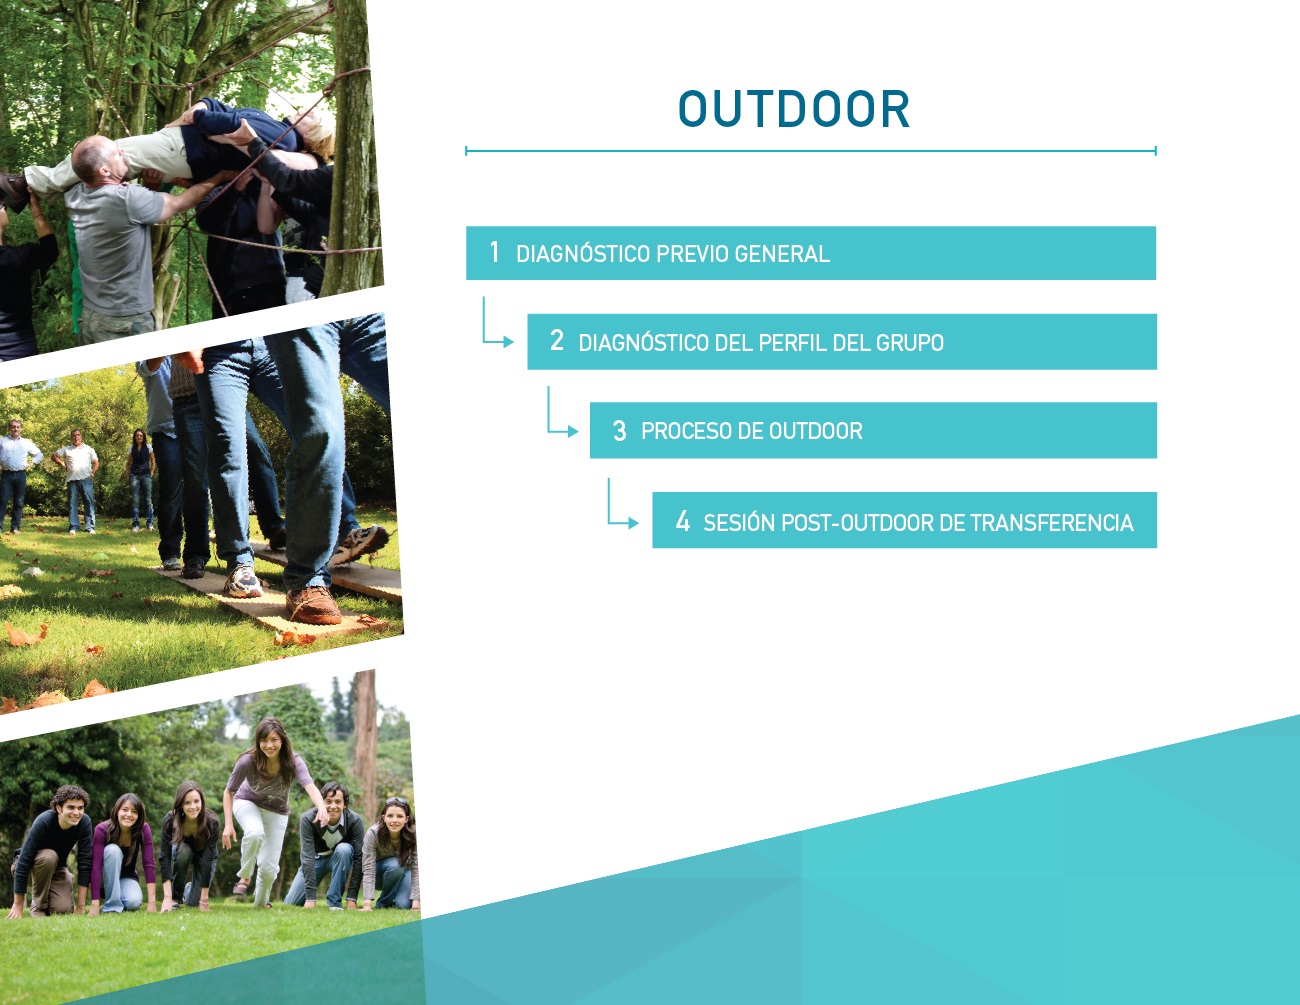 OUTDOOR
1 DIAGNÓSTICO PREVIO GENERAL
2 DIAGNÓSTICO DEL PERFIL DEL GRUPO
3 PROCESO DE OUTDOOR
4 SESIÓN POST-OUTDOOR DE TRANSFERENCIA